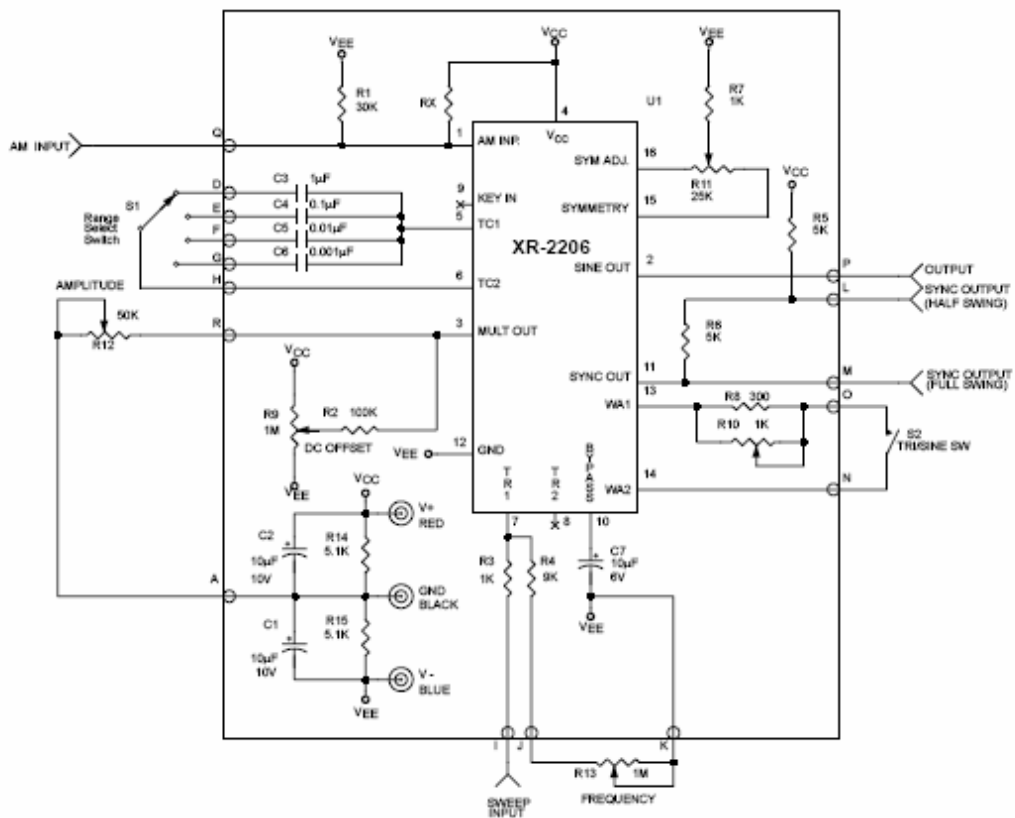 VEE
VCC
VEE
R1
30K
RX
R7
1K
U1
Q
1
4
AM INPUT
AM INP.
VCC
16
SYM ADJ.
VCC
D
C3
1µF
9
R11
25K
S1
E
C4
0.1µF
KEY IN
15
Range
Select
Switch
5
SYMMETRY
R5
5K
F
C5
0.01µF
TC1
XR-2206
G
C6
0.001µF
2
P
SINE OUT
OUTPUT
H
6
TC2
L
SYNC OUTPUT
(HALF SWING)
AMPLITUDE
50K
R
3
MULT OUT
R12
R6
5K
VCC
11
M
SYNC OUT
SYNC OUTPUT
(FULL SWING)
13
O
R9
1M
R2
100K
WA1
R8
300
R10
1K
DC OFFSET
12
VEE
GND
S2
TRI/SINE SW
VEE
VCC
TR1
TR2
BYPASS
14
WA2
N
V+
RED
7
8
10
C2
10µF
10V
R14
5.1K
R3
1K
R4
9K
C7
10µF
6V
A
GND
BLACK
VEE
C1
10µF
10V
R15
5.1K
V -
BLUE
VEE
I
J
K
R13
1M
SWEEP
INPUT
FREQUENCY